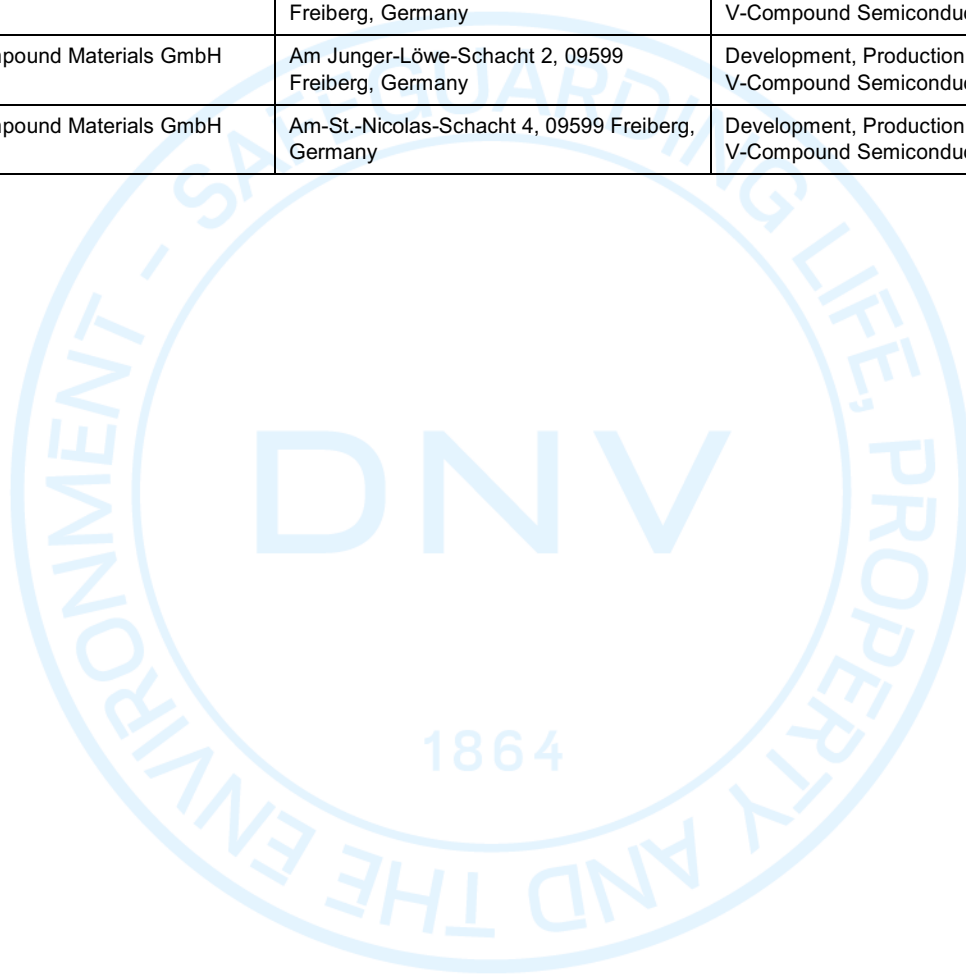 Freiberg, Germany
pound Materials GmbH
Am Junger-Löwe-Schacht 2, 09599
Freiberg, Germany
Development, Production
V-Compound Semicondu
pound Materials GmbH
Am-St.-Nicolas-Schacht 4, 09599 Freiberg,
Germany
Development, Production
V-Compound Semicondu
SAFEGUARDING LIFE, PROPERTY AND THE ENVIRONMENT -
DNV
1864